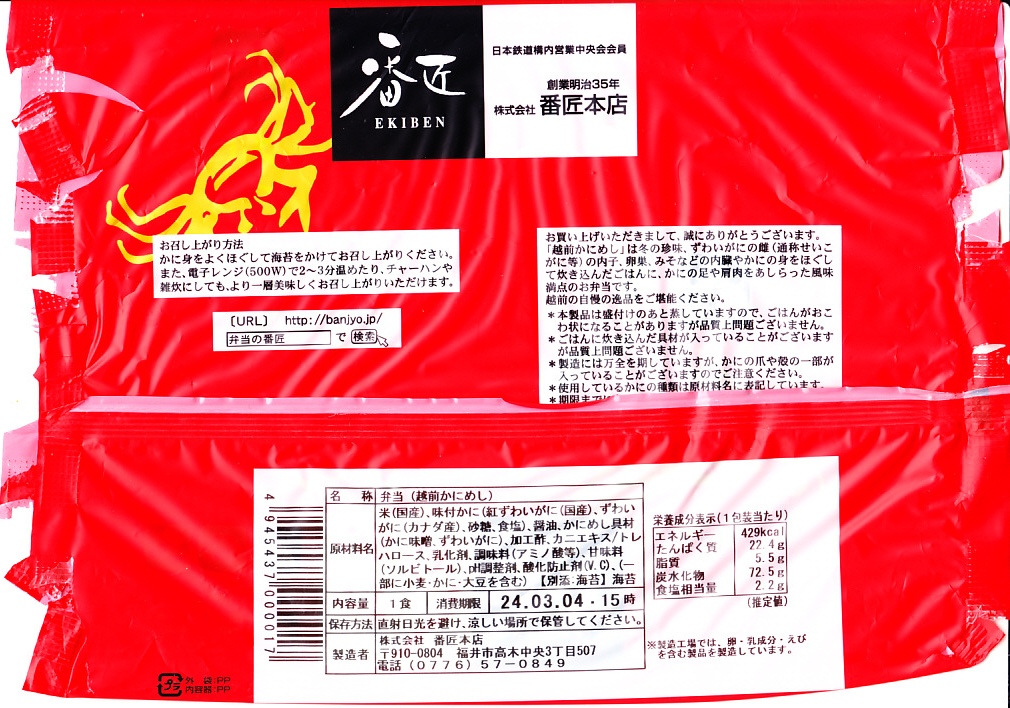 番匠
EKIBEN
日本鉄道構内営業中央会会員
創業明治35年
株式会社 番匠本店
お召し上がり方法
かに身をよくほぐして海苔をかけてお召し上がりください。
また、電子レンジ(500W)で2〜3分温めたり、チャーハンや
雑炊にしても、より一層美味しくお召し上がりいただけます。
〔URL〕 http://banjyo.jp/
弁当の番匠 で 検索
お買い上げいただきまして、誠にありがとうございます。
「越前かにめし」は冬の珍味、ずわいがにの雌(通称せいこ
がに等)の内子、卵巣、みそなどの内臓やかにの身をほぐし
て炊き込んだごはんに、かにの足や肩肉をあしらった風味
満点のお弁当です。
越前の自慢の逸品をご堪能ください。
*本製品は盛付けのあと蒸していますので、ごはんがおこ
わ状になることがありますが品質上問題ございません。
*ごはんに炊き込んだ具材が入っていることがございます
が品質上問題ございません。
*製造には万全を期していますが、かにの爪や殻の一部が
入っていることがございますのでご注意ください。
*使用しているかにの種類は原材料名に表記しています。
*期限まで
4945437000017
名 称 弁当(越前かにめし)
原材料名 米(国産)、味付かに(紅ずわいがに(国産)、ずわい
がに(カナダ産)、砂糖、食塩)、醤油、かにめし具材
(かに味噌、ずわいがに)、加工酢、カニエキス/トレ
ハロース、乳化剤、調味料(アミノ酸等)、甘味料
(ソルビトール)、pH調整剤、酸化防止剤(V.C)、(一
部に小麦・かに・大豆を含む) 【別添:海苔】海苔
内容量 1食 消費期限 24.03.04・15時
保存方法 直射日光を避け、涼しい場所で保管してください。
製造者 株式会社 番匠本店
〒910-0804 福井市高木中央3丁目507
電話(0776)57-0849
栄養成分表示(1包装当たり)
エネルギー 429kcal
たんぱく質 22.4g
脂質 5.5g
炭水化物 72.5g
食塩相当量 2.2g
(推定値)
※製造工場では、卵・乳成分・えび
を含む製品を製造しています。
プラ
外 袋:PP
内容器:PP